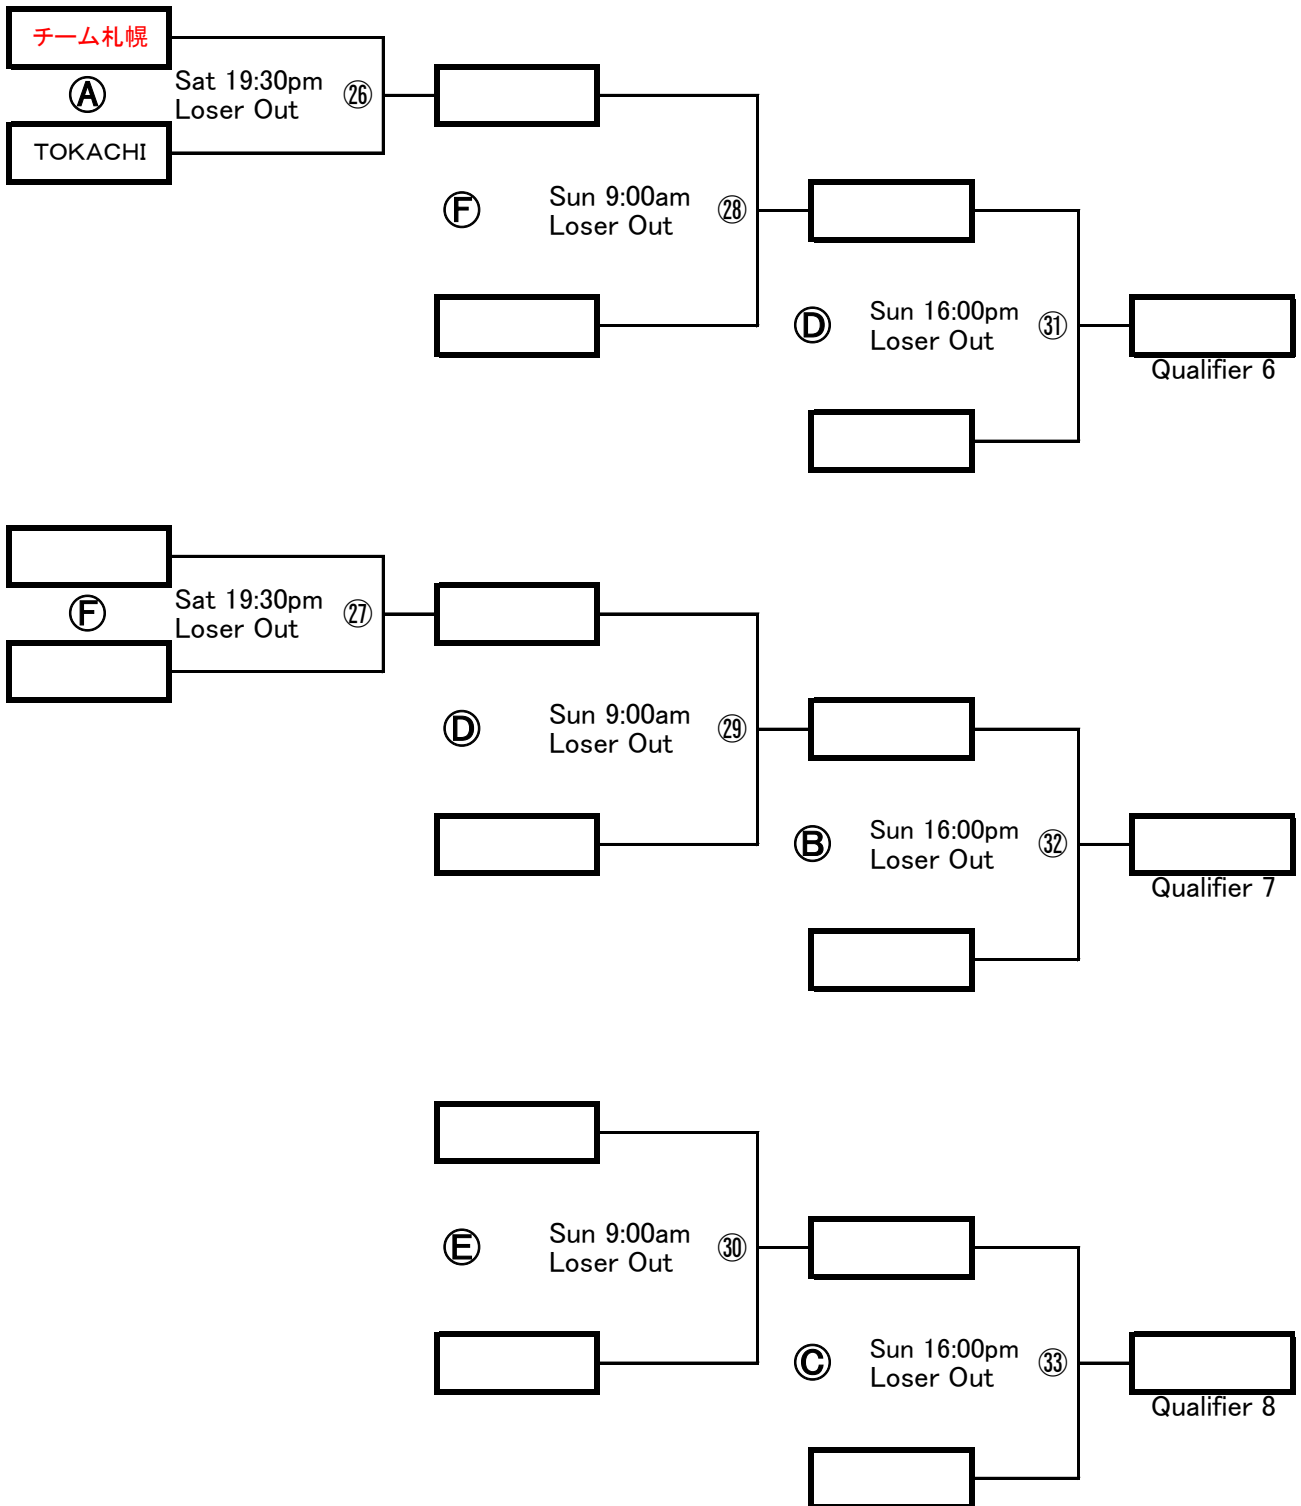 チーム札幌
Ⓐ
Sat 19:30pm
Loser Out
㉖
TOKACHI
Ⓕ
Sun 9:00am
Loser Out
㉘
Ⓓ
Sun 16:00pm
Loser Out
㉛
Qualifier 6
Ⓕ
Sat 19:30pm
Loser Out
㉗
Ⓓ
Sun 9:00am
Loser Out
㉙
Ⓑ
Sun 16:00pm
Loser Out
㉜
Qualifier 7
Ⓔ
Sun 9:00am
Loser Out
㉚
Ⓒ
Sun 16:00pm
Loser Out
㉝
Qualifier 8